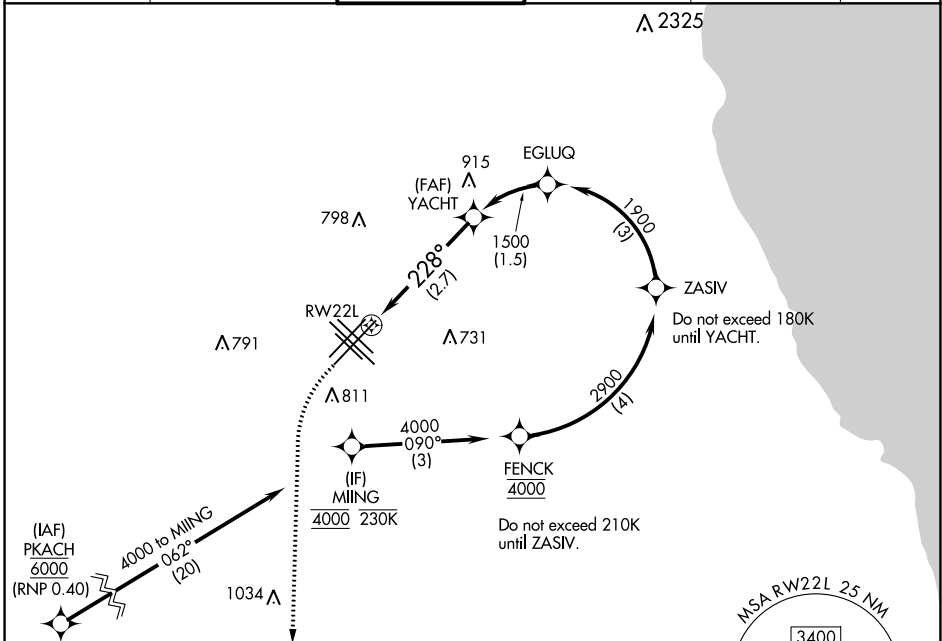 2325
915
EGLUQ
(FAF)
YACHT
798
1900
(3)
1500
(1.5)
228°
(2.7)
ZASIV
RW22L
Do not exceed 180K
until YACHT.
791
731
811
2900
(4)
4000
090°
(3)
FENCK
4000
(IF)
MIING
4000 230K
Do not exceed 210K
until ZASIV.
4000 to MIING
062°
(20)
(IAF)
PKACH
6000
(RNP 0.40)
1034
MSA RW22L 25 NM
3400